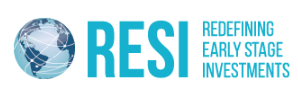 RESI
REDEFINING
EARLY STAGE
INVESTMENTS